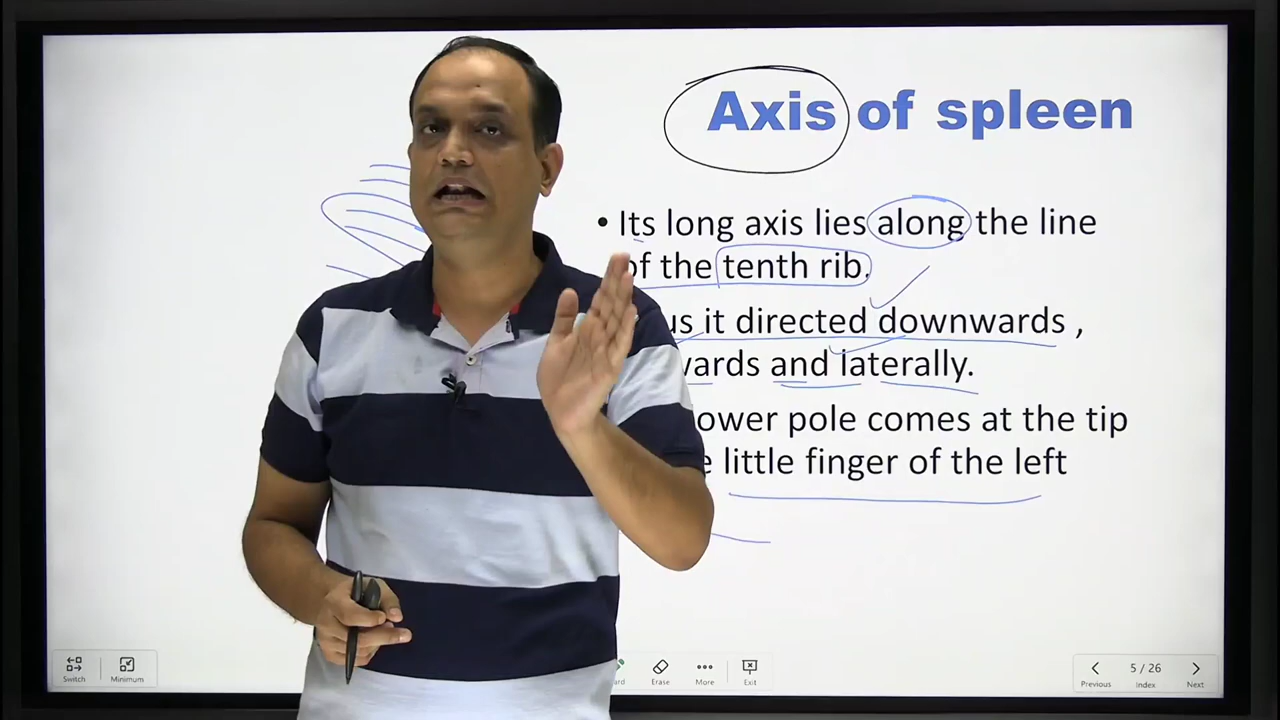 Axis of spleen
• Its long axis lies along the line
of the tenth rib.
us it directed downwards ,
wards and laterally.
lower pole comes at the tip
little finger of the left
Switch
Minimum
Erase
More
Exit
Previous
5 / 26
Index
Next